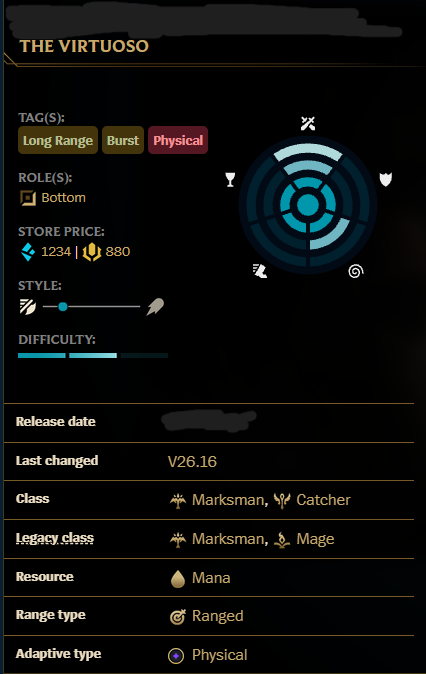 THE VIRTUOSO
TAG(S):
Long Range Burst Physical
ROLE(S):
Bottom
STORE PRICE:
1234 | 880
STYLE:
DIFFICULTY:
Release date
Last changed V26.16
Class Marksman, Catcher
Legacy class Marksman, Mage
Resource Mana
Range type Ranged
Adaptive type Physical